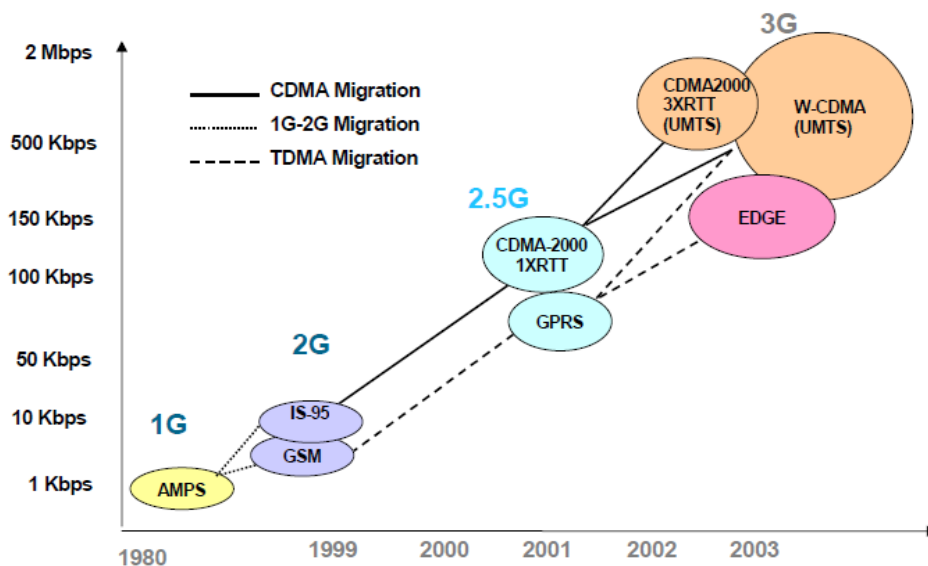 3G
2 Mbps
CDMA Migration
1G-2G Migration
TDMA Migration
CDMA2000
3XRTT
(UMTS)
W-CDMA
(UMTS)
500 Kbps
2.5G
150 Kbps
EDGE
CDMA-2000
1XRTT
100 Kbps
GPRS
2G
50 Kbps
IS-95
10 Kbps
1G
GSM
1 Kbps
AMPS
1980
1999
2000
2001
2002
2003